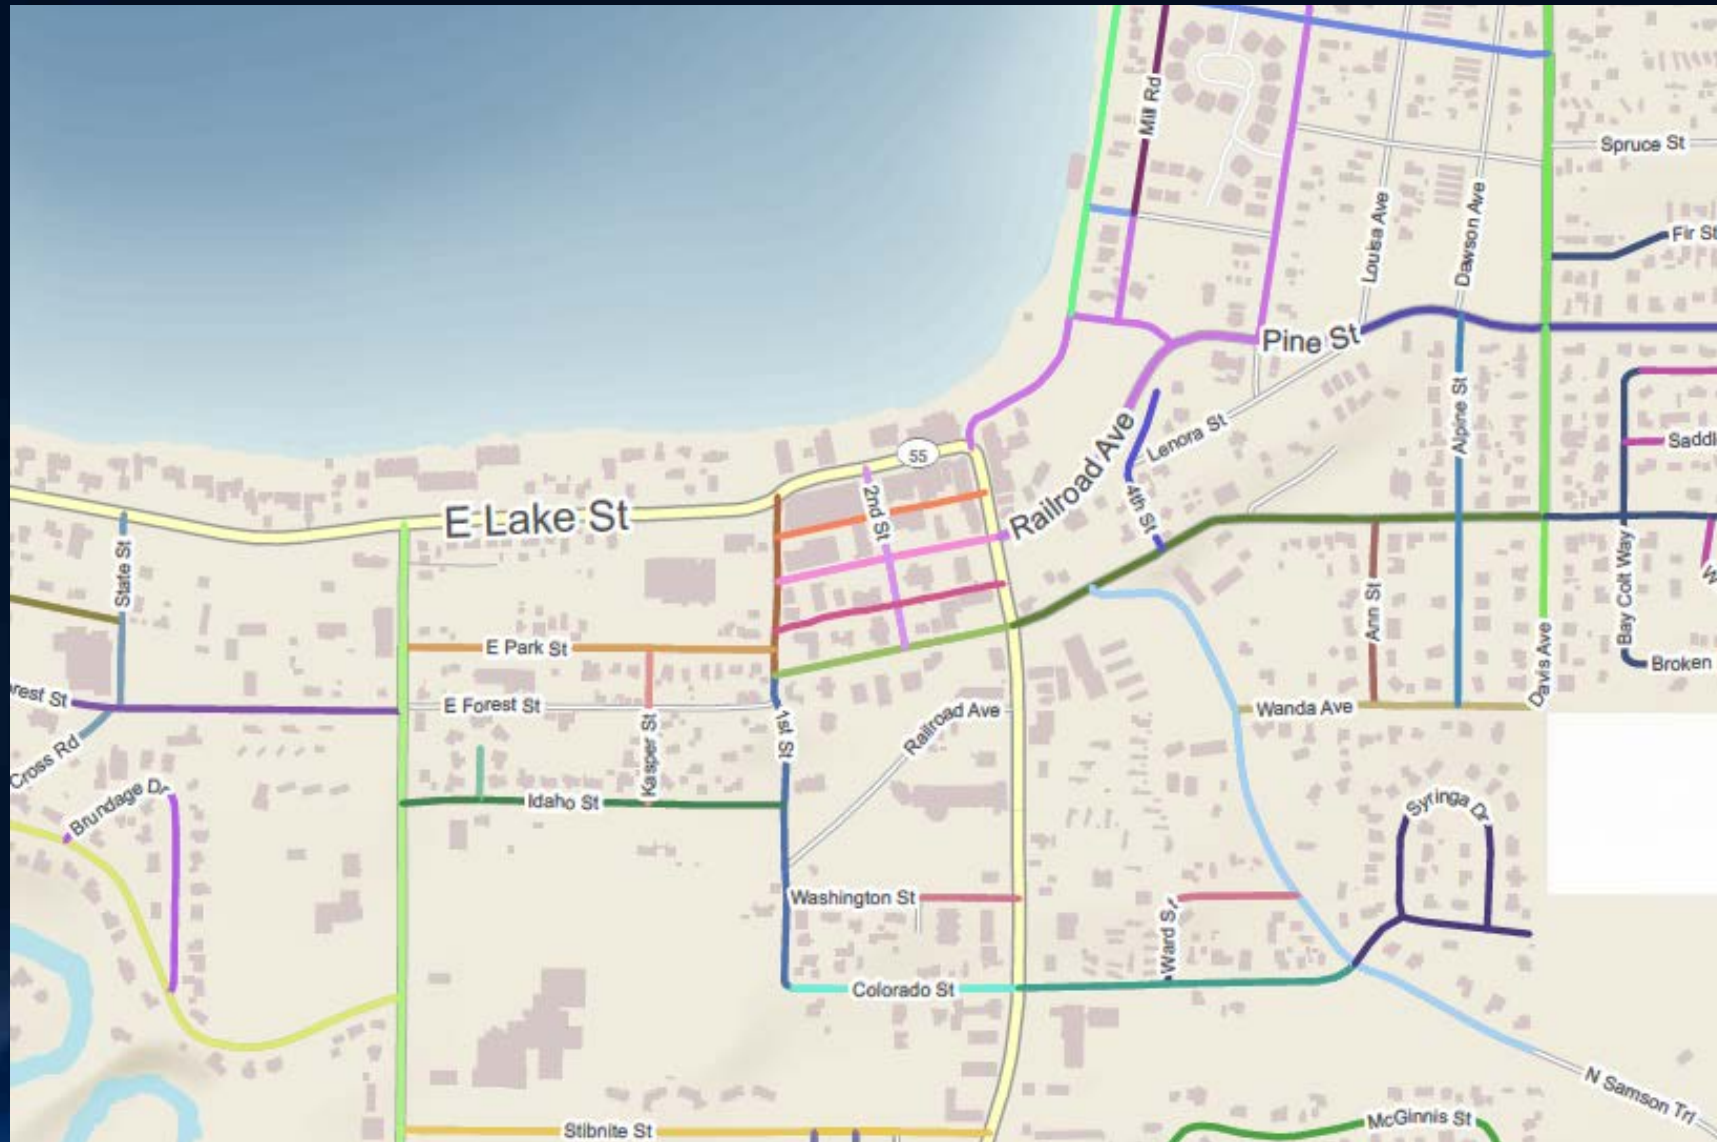 Mill Rd
Spruce St
Louisa Ave
Dawson Ave
Fir St
Pine St
Alpine St
Railroad Ave
Lenora St
Saddl
55
2nd St
E Lake St
4th St
State St
Ann St
Bay Colt Way
W
E Park St
Davis Ave
Broken
rest St
E Forest St
Kasper St
1st St
Railroad Ave
Wanda Ave
Cross Rd
Brundage Dr
Idaho St
Syringa Dr
Washington St
Ward St
Colorado St
N Samson Trl
McGinnis St
Stibnite St